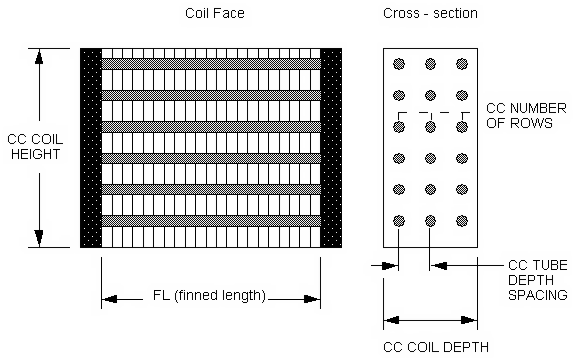 Coil Face
Cross - section
CC COIL
HEIGHT
CC NUMBER
OF ROWS
FL (finned length)
CC TUBE
DEPTH
SPACING
CC COIL DEPTH